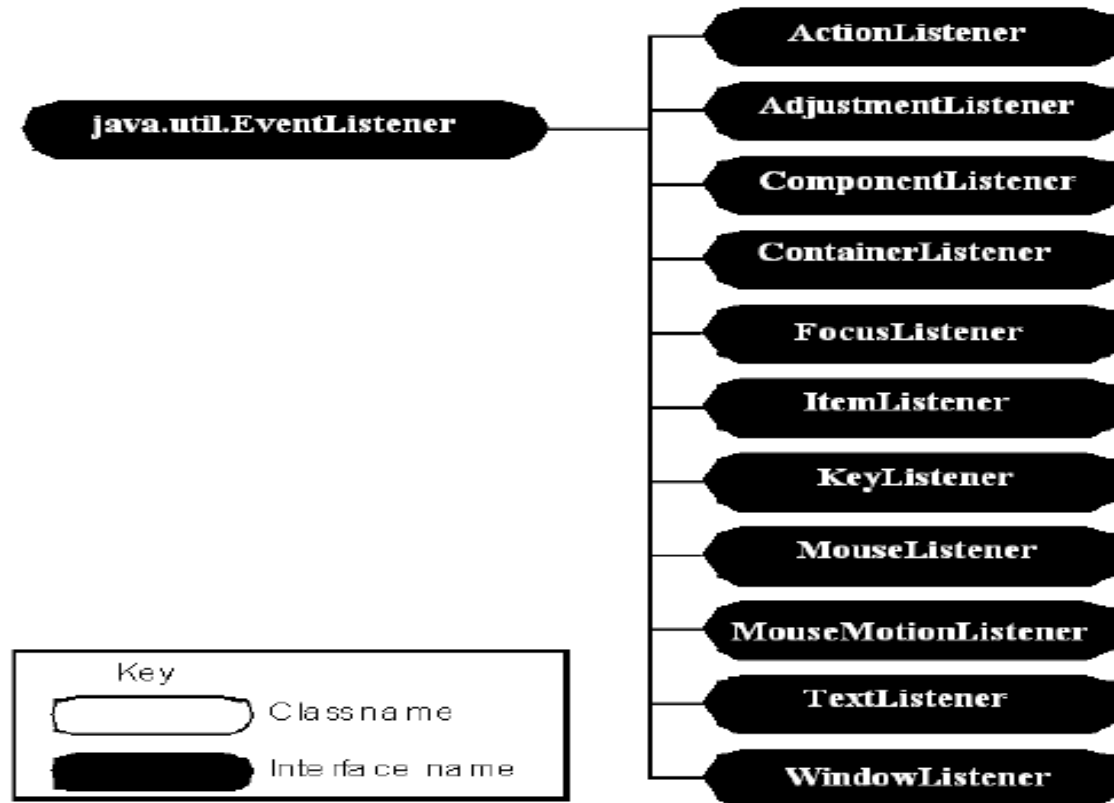 java.util.EventListener
ActionListener
AdjustmentListener
ComponentListener
ContainerListener
FocusListener
ItemListener
KeyListener
MouseListener
MouseMotionListener
TextListener
WindowListener
Key
Classname
Interface name